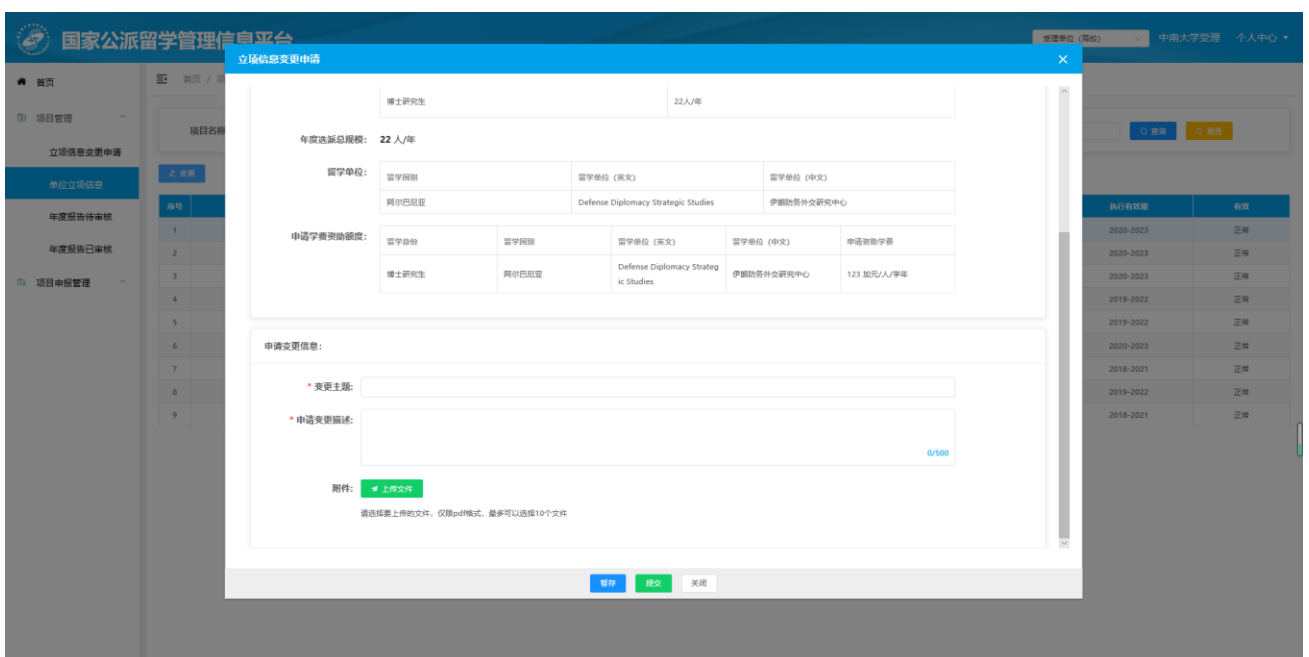 国家公派留学管理信息平台
受理单位 (高校)
中南大学受理
个人中心
首页
项目管理
立项信息变更申请
单位立项信息
年度报告待审核
年度报告已审核
项目申报管理
首页 /
项目名称
查询
重置
变更
序号
执行有效期
有效
1
2020-2023
正常
2
2020-2023
正常
3
2020-2023
正常
4
2019-2022
正常
5
2019-2022
正常
6
2020-2023
正常
7
2018-2021
正常
8
2019-2022
正常
9
2018-2021
正常
立项信息变更申请
博士研究生
22人/年
年度选派总规模: 22 人/年
留学单位:
留学国别
留学单位 (英文)
留学单位 (中文)
阿尔巴尼亚
Defense Diplomacy Strategic Studies
伊朗防务外交研究中心
申请学费资助额度:
留学身份
留学国别
留学单位 (英文)
留学单位 (中文)
申请资助学费
博士研究生
阿尔巴尼亚
Defense Diplomacy Strateg
ic Studies
伊朗防务外交研究中心
123 加元/人/学年
申请变更信息:
* 变更主题:
* 申请变更描述:
0/500
附件:
上传文件
请选择要上传的文件、仅限pdf格式、最多可以选择10个文件
暂存
提交
关闭